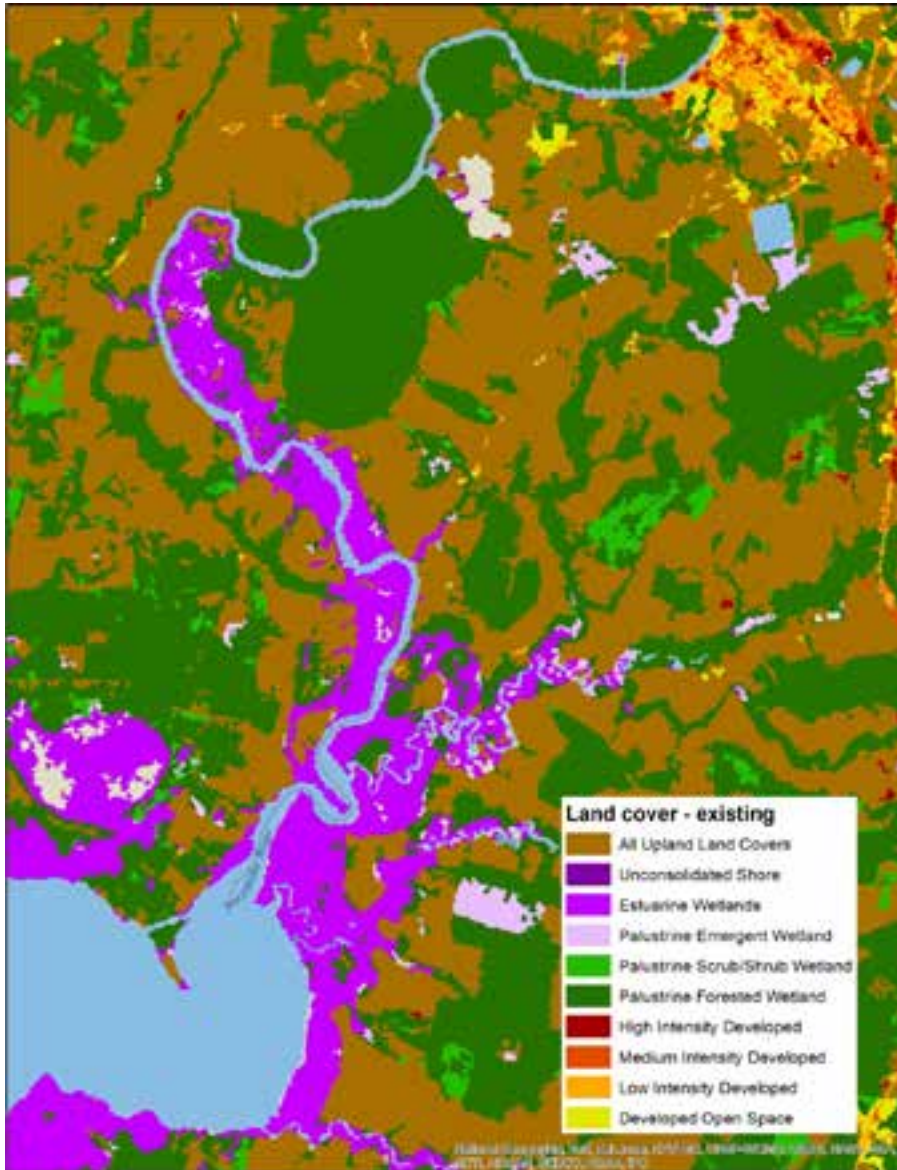 Land cover - existing
All Upland Land Covers
Unconsolidated Shore
Estuarine Wetlands
Palustrine Emergent Wetland
Palustrine Scrub/Shrub Wetland
Palustrine Forested Wetland
High Intensity Developed
Medium Intensity Developed
Low Intensity Developed
Developed Open Space